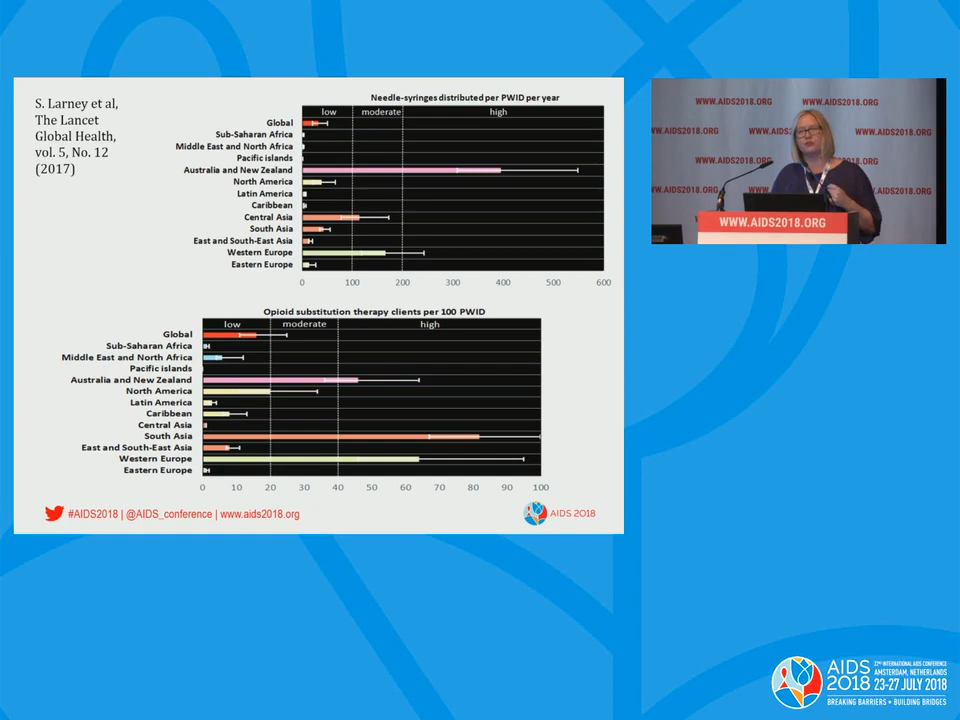 S. Larney et al,
The Lancet
Global Health,
vol. 5, No. 12
(2017)
Needle-syringes distributed per PWID per year
low moderate high
Global
Sub-Saharan Africa
Middle East and North Africa
Pacific islands
Australia and New Zealand
North America
Latin America
Caribbean
Central Asia
South Asia
East and South-East Asia
Western Europe
Eastern Europe
0 100 200 300 400 500 600
Opioid substitution therapy clients per 100 PWID
low moderate high
Global
Sub-Saharan Africa
Middle East and North Africa
Pacific islands
Australia and New Zealand
North America
Latin America
Caribbean
Central Asia
South Asia
East and South-East Asia
Western Europe
Eastern Europe
0 10 20 30 40 50 60 70 80 90 100
#AIDS2018 | @AIDS_conference | www.aids2018.org
AIDS 2018
WWW.AIDS2018.ORG WWW.AIDS2018.ORG
WW.AIDS2018.ORG WWW.AIDS2 WWW.AIDS2018.ORG
WWW.AIDS2018 AIDS2018.ORG
WW.AIDS2018.ORG WWW .AIDS2018.ORG
WWW.AIDS2018.ORG
AIDS
2018
22ND INTERNATIONAL AIDS CONFERENCE
AMSTERDAM, NETHERLANDS
23-27 JULY 2018
BREAKING BARRIERS • BUILDING BRIDGES